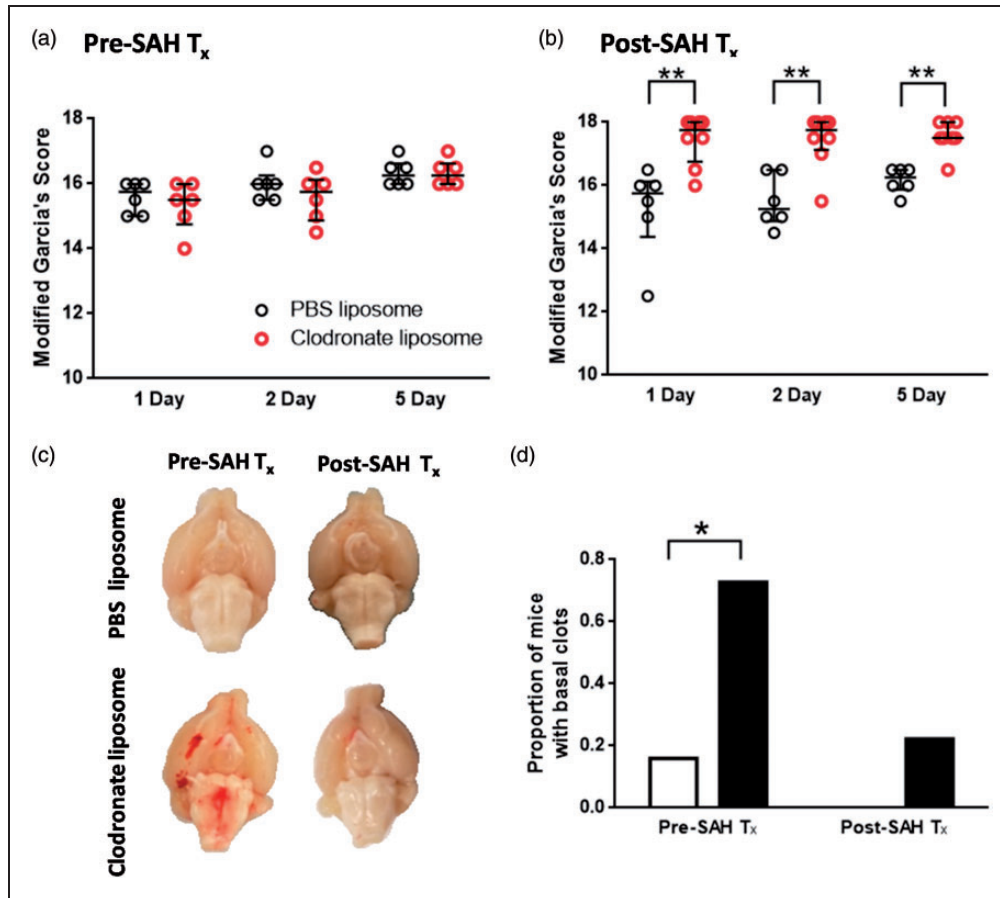 (a) Pre-SAH Tx
Modified Garcia's Score
18
16
14
12
10
PBS liposome
Clodronate liposome
1 Day 2 Day 5 Day
(b) Post-SAH Tx
Modified Garcia's Score
** ** **
18
16
14
12
10
1 Day 2 Day 5 Day
(c)
Pre-SAH Tx Post-SAH Tx
PBS liposome
Clodronate liposome
(d)
Proportion of mice
with basal clots
*
0.8
0.6
0.4
0.2
0.0
Pre-SAH Tx Post-SAH Tx